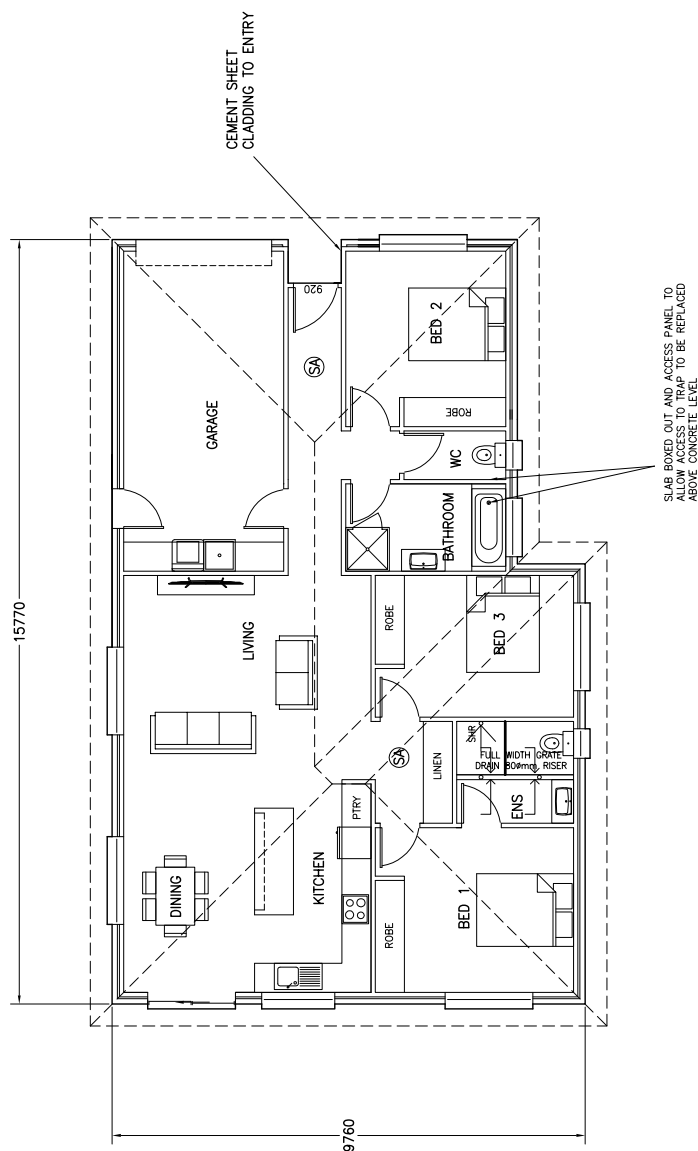 CEMENT SHEET
CLADDING TO ENTRY
15770
9760
GARAGE
920
SA
BED 2
ROBE
WC
BATHROOM
LIVING
ROBE
BED 3
SHR
FULL WIDTH GRATE
DRAIN 80ømm RISER
SA
LINEN
ENS
DINING
KITCHEN
PTRY
ROBE
BED 1
SLAB BOXED OUT AND ACCESS PANEL TO
ALLOW ACCESS TO TRAP TO BE REPLACED
ABOVE CONCRETE LEVEL